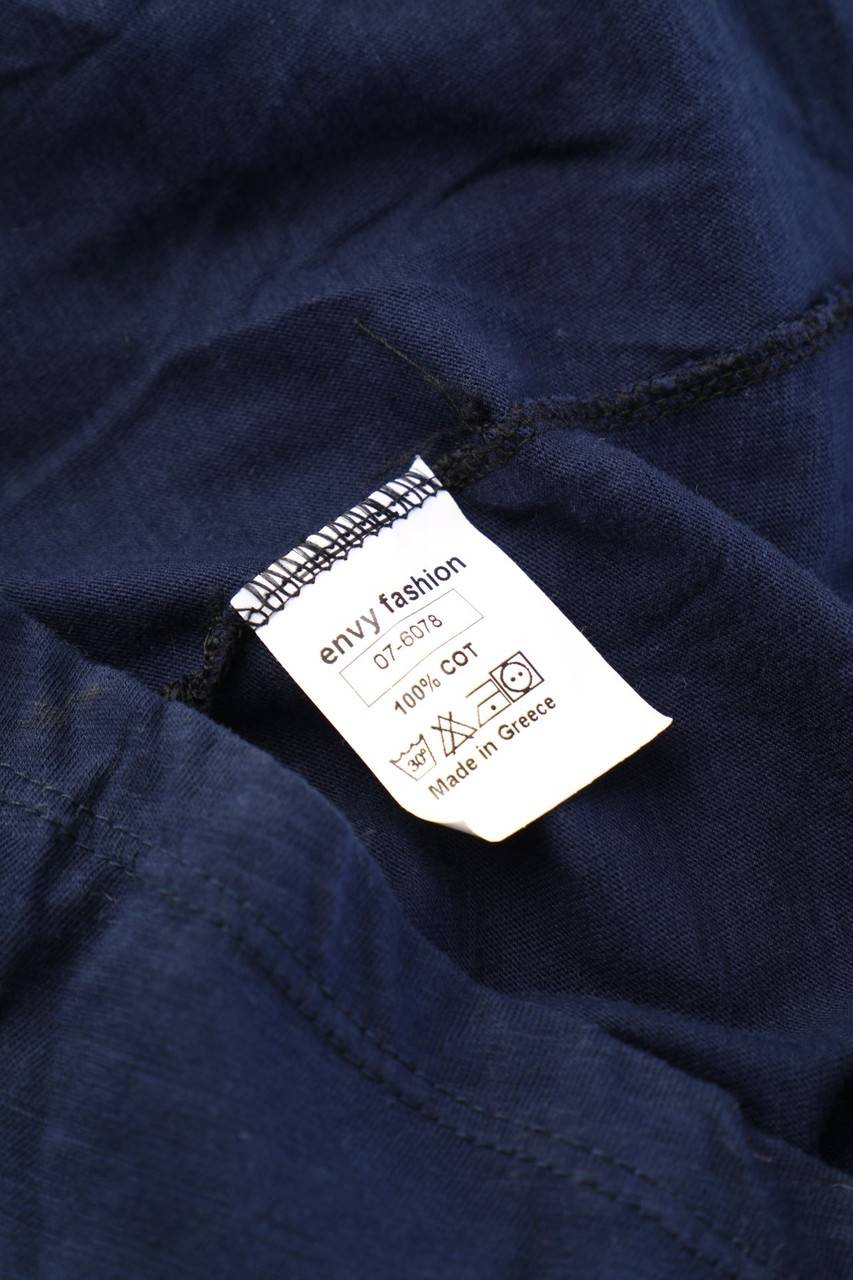 envy fashion
07-6078
100% COT
30°
Made in Greece